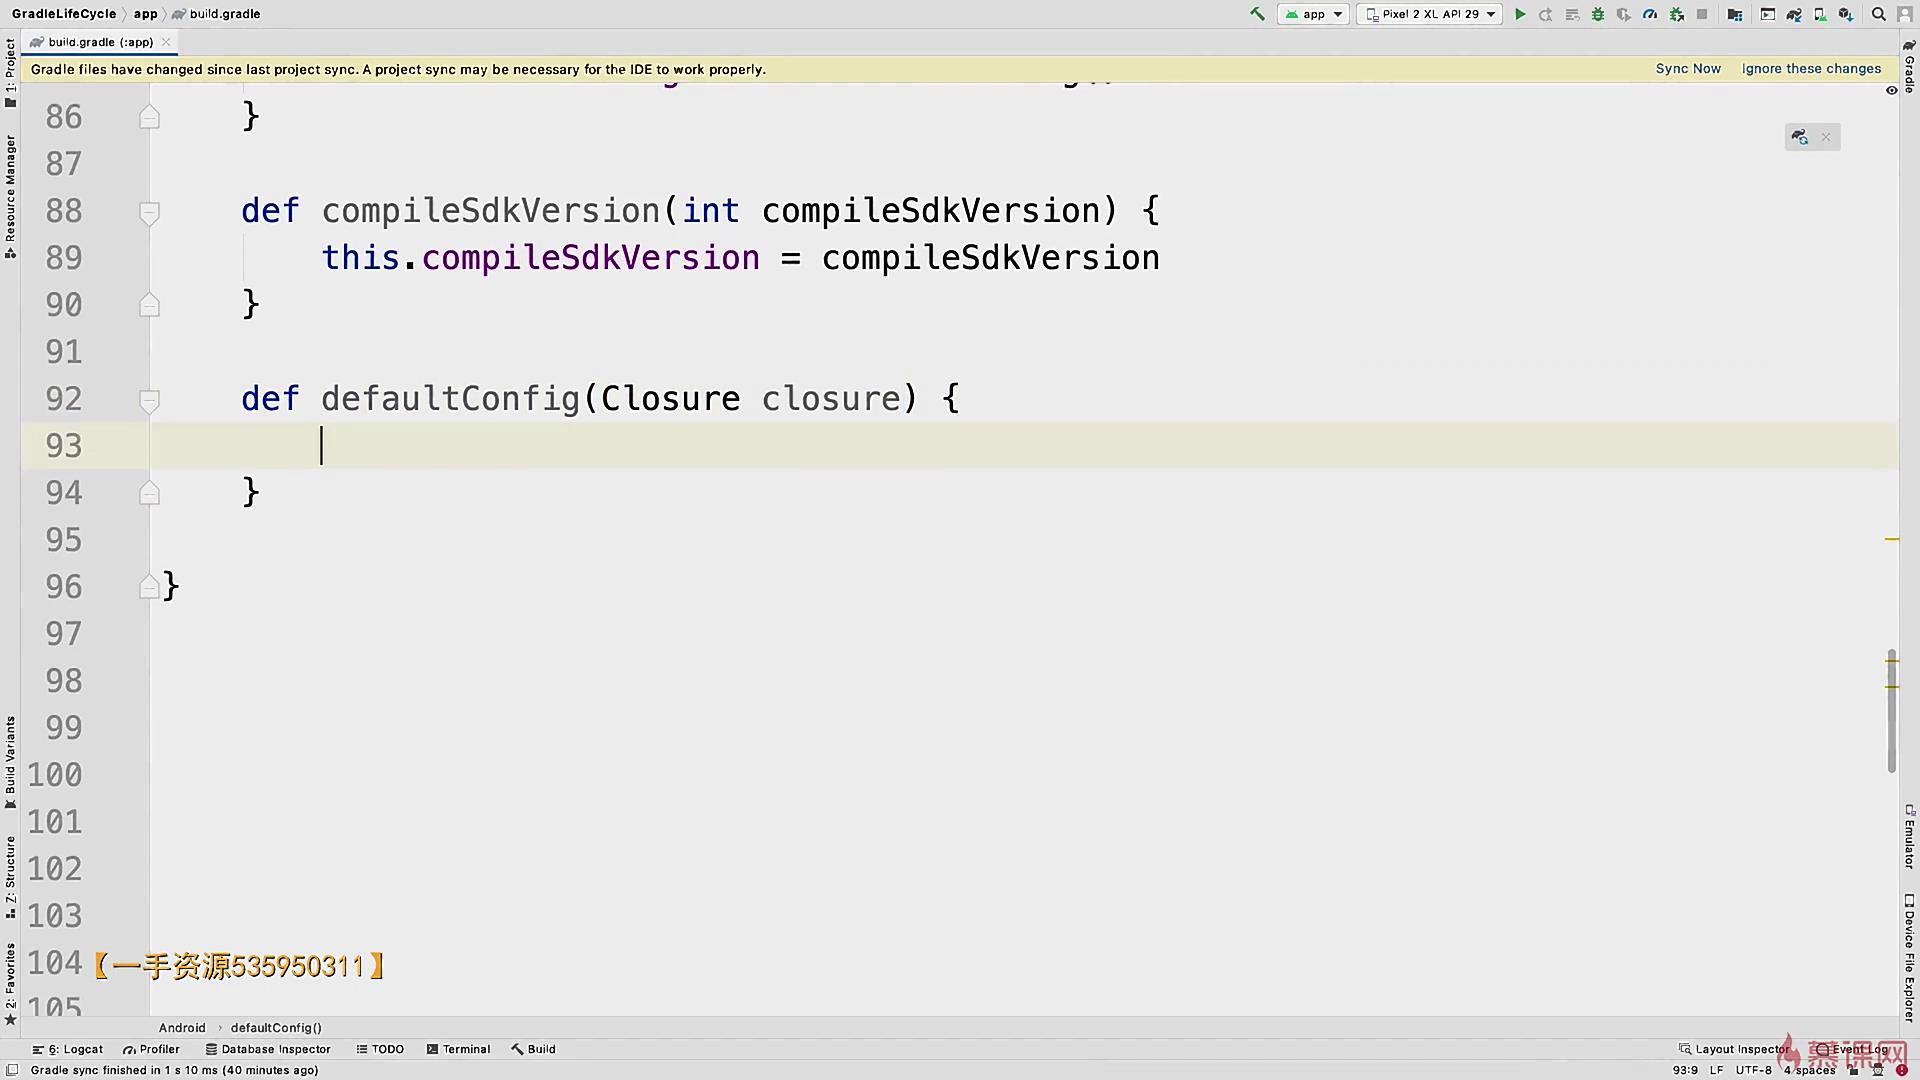 GradleLifeCycle app build.gradle
app Pixel 2 XL API 29
build.gradle (:app)
Gradle files have changed since last project sync. A project sync may be necessary for the IDE to work properly. Sync Now Ignore these changes
1: Project
Resource Manager
Build Variants
Z: Structure
2: Favorites
Gradle
Emulator
Device File Explorer
86 }
87
88 def compileSdkVersion(int compileSdkVersion) {
89 this.compileSdkVersion = compileSdkVersion
90 }
91
92 def defaultConfig(Closure closure) {
93
94 }
95
96 }
97
98
99
100
101
102
103
104
105
【一手资源535950311】
Android defaultConfig()
6: Logcat Profiler Database Inspector TODO Terminal Build Layout Inspector Event Log
慕课网
Gradle sync finished in 1 s 10 ms (40 minutes ago) 93:9 LF UTF-8 4 spaces